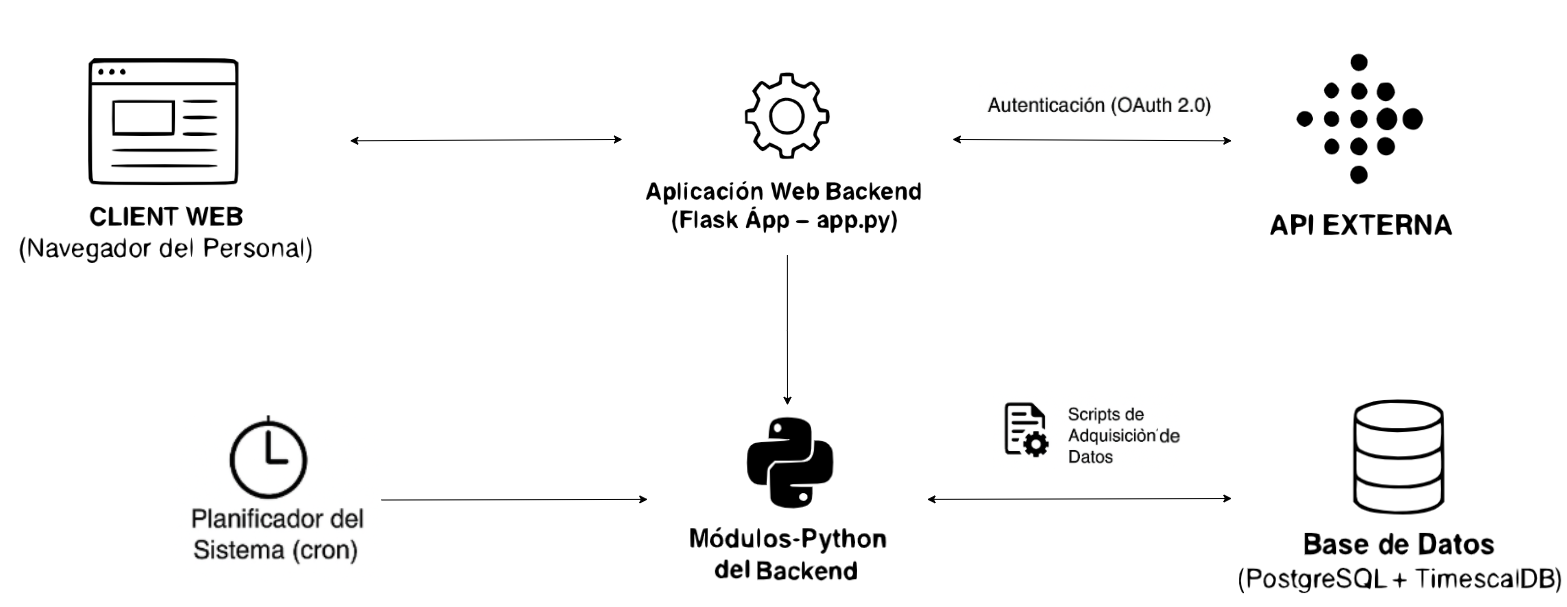 Autenticación (OAuth 2.0)
CLIENT WEB
(Navegador del Personal)
Aplicación Web Backend
(Flask Ápp – app.py)
API EXTERNA
Scripts de
Adquisición de
Datos
Planificador del
Sistema (cron)
Módulos-Python
del Backend
Base de Datos
(PostgreSQL + TimescalDB)